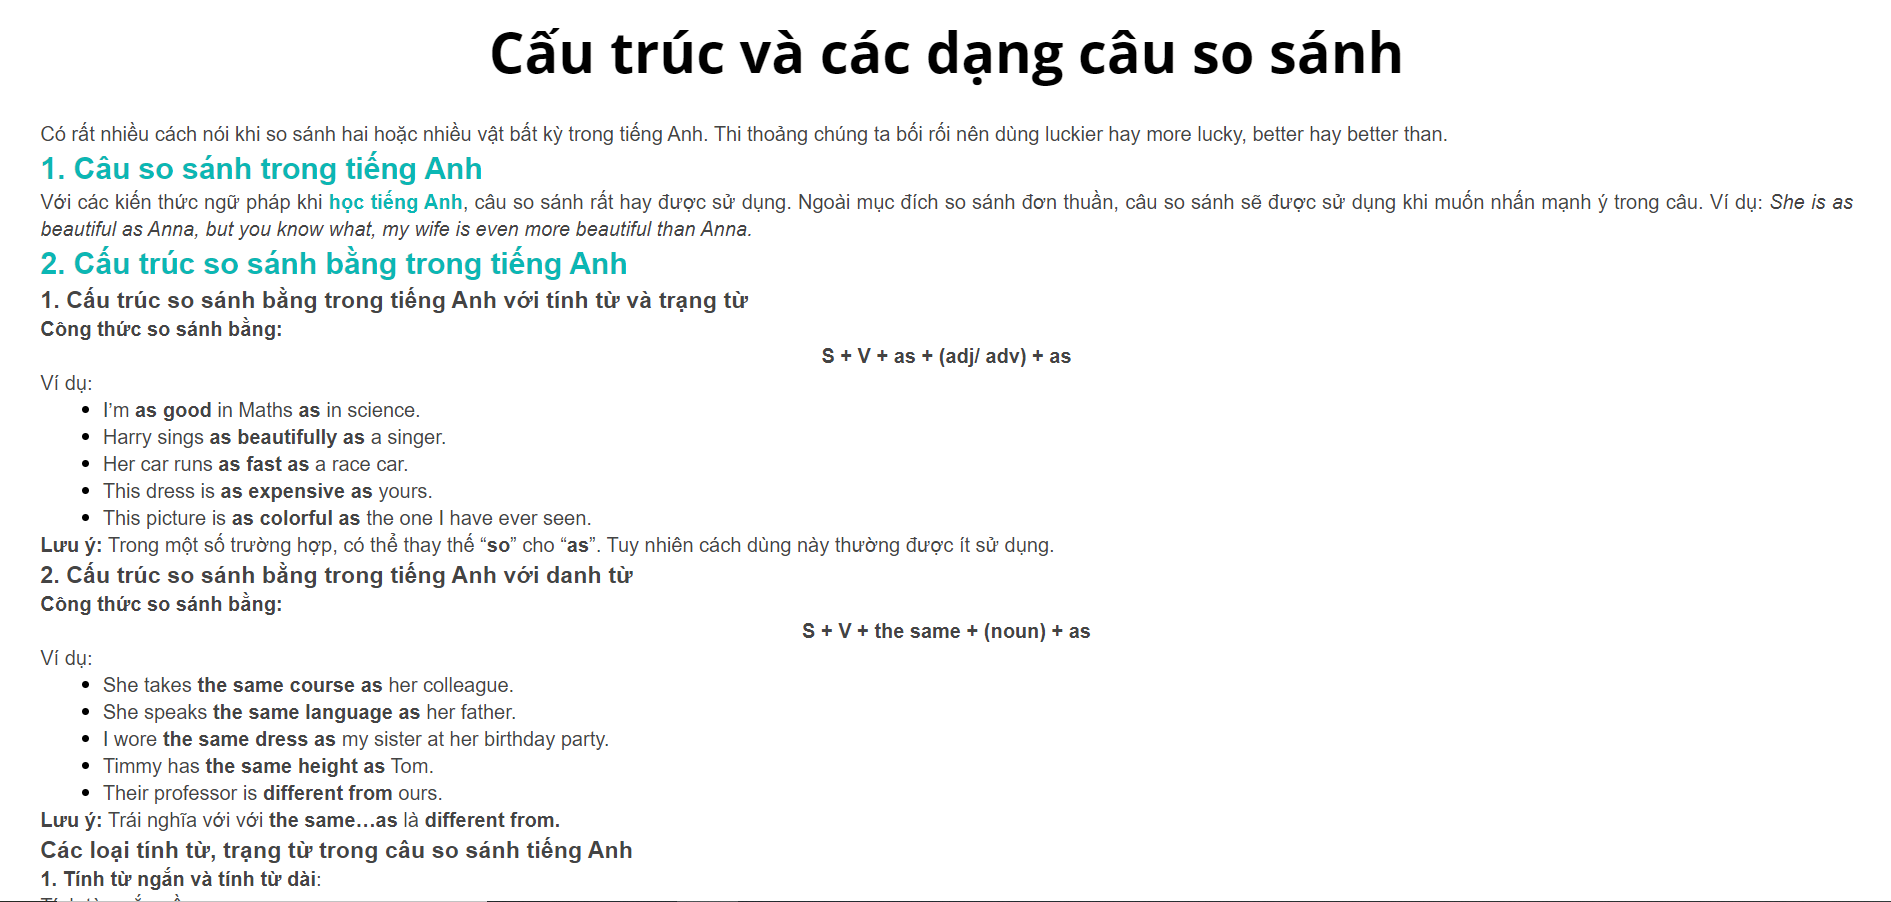 Cấu trúc và các dạng câu so sánh
Có rất nhiều cách nói khi so sánh hai hoặc nhiều vật bất kỳ trong tiếng Anh. Thi thoảng chúng ta bối rối nên dùng luckier hay more lucky, better hay better than.
1. Câu so sánh trong tiếng Anh
Với các kiến thức ngữ pháp khi học tiếng Anh, câu so sánh rất hay được sử dụng. Ngoài mục đích so sánh đơn thuần, câu so sánh sẽ được sử dụng khi muốn nhấn mạnh ý trong câu. Ví dụ: She is as
beautiful as Anna, but you know what, my wife is even more beautiful than Anna.
2. Cấu trúc so sánh bằng trong tiếng Anh
1. Cấu trúc so sánh bằng trong tiếng Anh với tính từ và trạng từ
Công thức so sánh bằng:
S + V + as + (adj/ adv) + as
Ví dụ:
• I’m as good in Maths as in science.
• Harry sings as beautifully as a singer.
• Her car runs as fast as a race car.
• This dress is as expensive as yours.
• This picture is as colorful as the one I have ever seen.
Lưu ý: Trong một số trường hợp, có thể thay thế “so” cho “as”. Tuy nhiên cách dùng này thường được ít sử dụng.
2. Cấu trúc so sánh bằng trong tiếng Anh với danh từ
Công thức so sánh bằng:
S + V + the same + (noun) + as
Ví dụ:
• She takes the same course as her colleague.
• She speaks the same language as her father.
• I wore the same dress as my sister at her birthday party.
• Timmy has the same height as Tom.
• Their professor is different from ours.
Lưu ý: Trái nghĩa với với the same…as là different from.
Các loại tính từ, trạng từ trong câu so sánh tiếng Anh
1. Tính từ ngắn và tính từ dài: